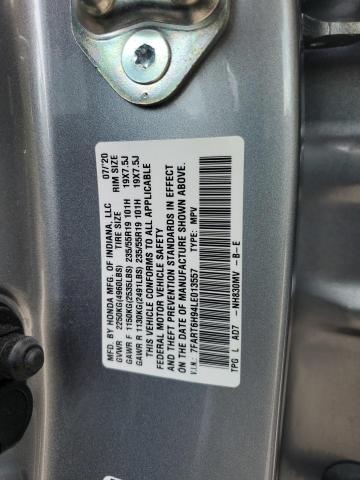 MFD. BY HONDA MFG. OF INDIANA, LLC 07/'20
GVWR 2250KG(4960LBS) TIRE SIZE RIM SIZE
GAWR F 1150KG(2535LBS) 235/55R19 101H 19X7.5J
GAWR R 1130KG(2491LBS) 235/55R19 101H 19X7.5J
THIS VEHICLE CONFORMS TO ALL APPLICABLE
FEDERAL MOTOR VEHICLE SAFETY
AND THEFT PREVENTION STANDARDS IN EFFECT
ON THE DATE OF MANUFACTURE SHOWN ABOVE.
V.I.N.: 7FART6H94LE013557 TYPE: MPV
TPG L AD7 - NH830MV - B - E